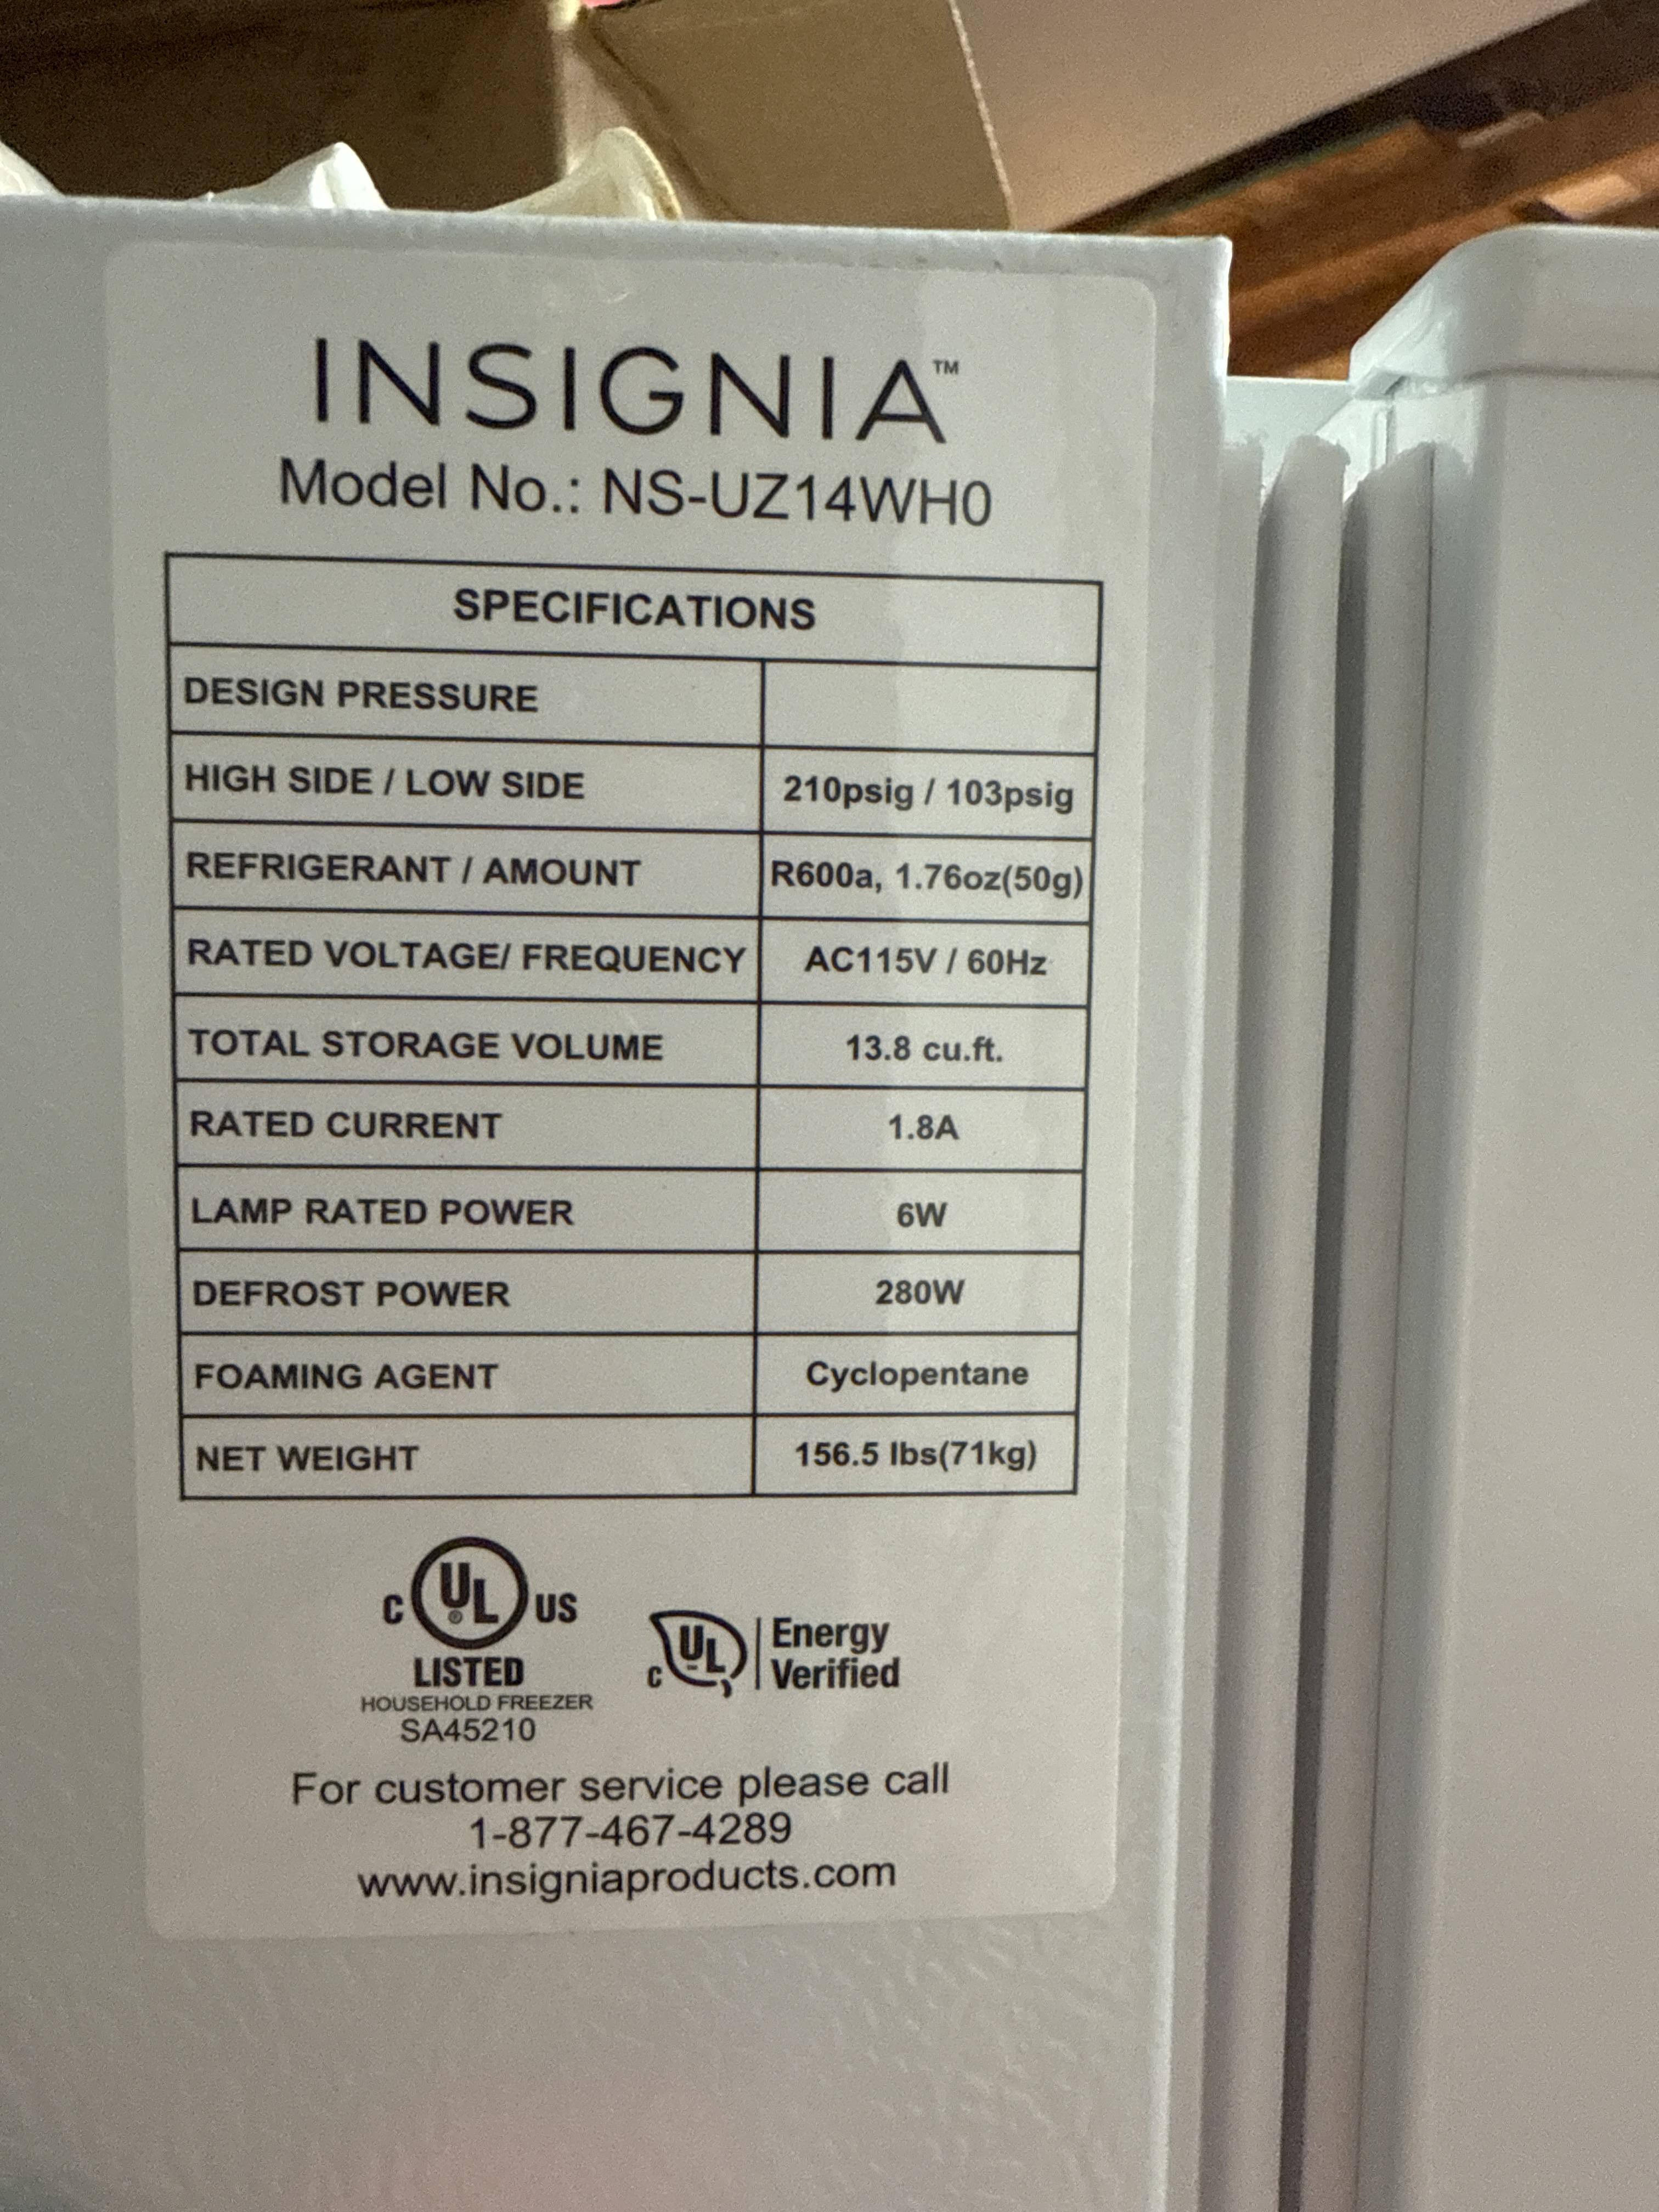 INSIGNIA™
Model No.: NS-UZ14WH0
SPECIFICATIONS
DESIGN PRESSURE
HIGH SIDE / LOW SIDE 210psig / 103psig
REFRIGERANT / AMOUNT R600a, 1.76oz(50g)
RATED VOLTAGE/ FREQUENCY AC115V / 60Hz
TOTAL STORAGE VOLUME 13.8 cu.ft.
RATED CURRENT 1.8A
LAMP RATED POWER 6W
DEFROST POWER 280W
FOAMING AGENT Cyclopentane
NET WEIGHT 156.5 lbs(71kg)
C UL® US
LISTED
HOUSEHOLD FREEZER
SA45210
C UL Energy
Verified
For customer service please call
1-877-467-4289
www.insigniaproducts.com